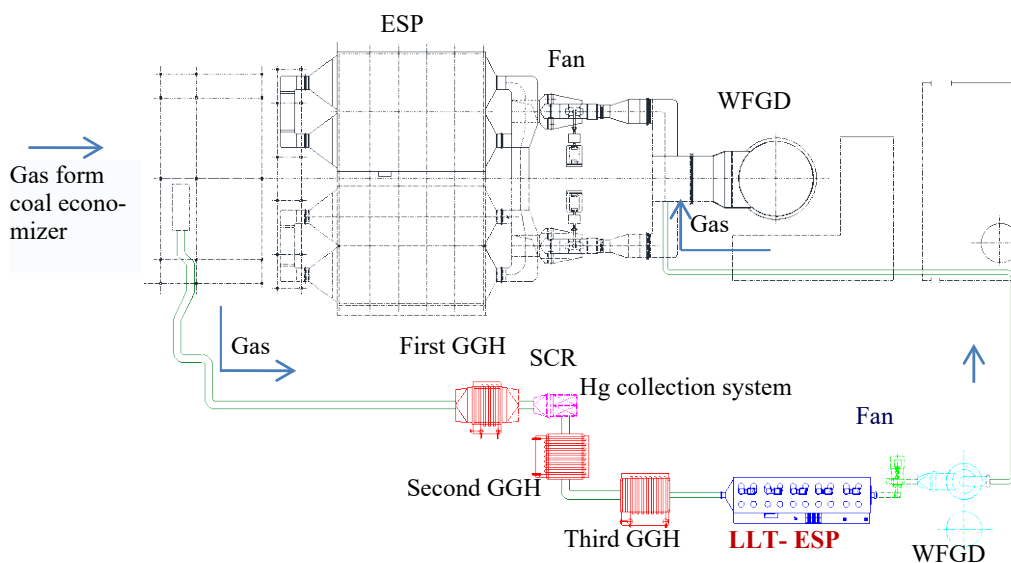 ESP
Fan
WFGD
Gas form
coal econo-
mizer
Gas
Gas
First GGH
SCR
Hg collection system
Fan
Second GGH
Third GGH
LLT- ESP
WFGD